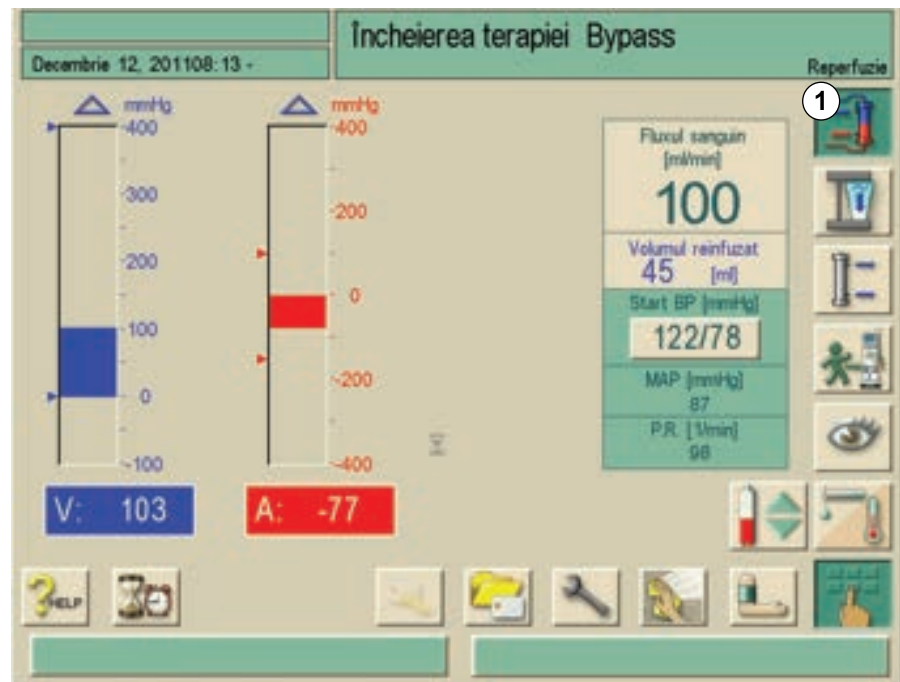 Încheierea terapiei Bypass
Decembrie 12, 201108:13 -
Reperfuzie
1
mmHg
400
300
200
100
0
-100
V: 103
mmHg
400
200
0
-200
-400
A: -77
Fluxul sanguin
[ml/min]
100
Volumul reinfuzat
45 [ml]
Start BP [mmHg]
122/78
MAP [mmHg]
87
P.R. [1/min]
98
?HELP